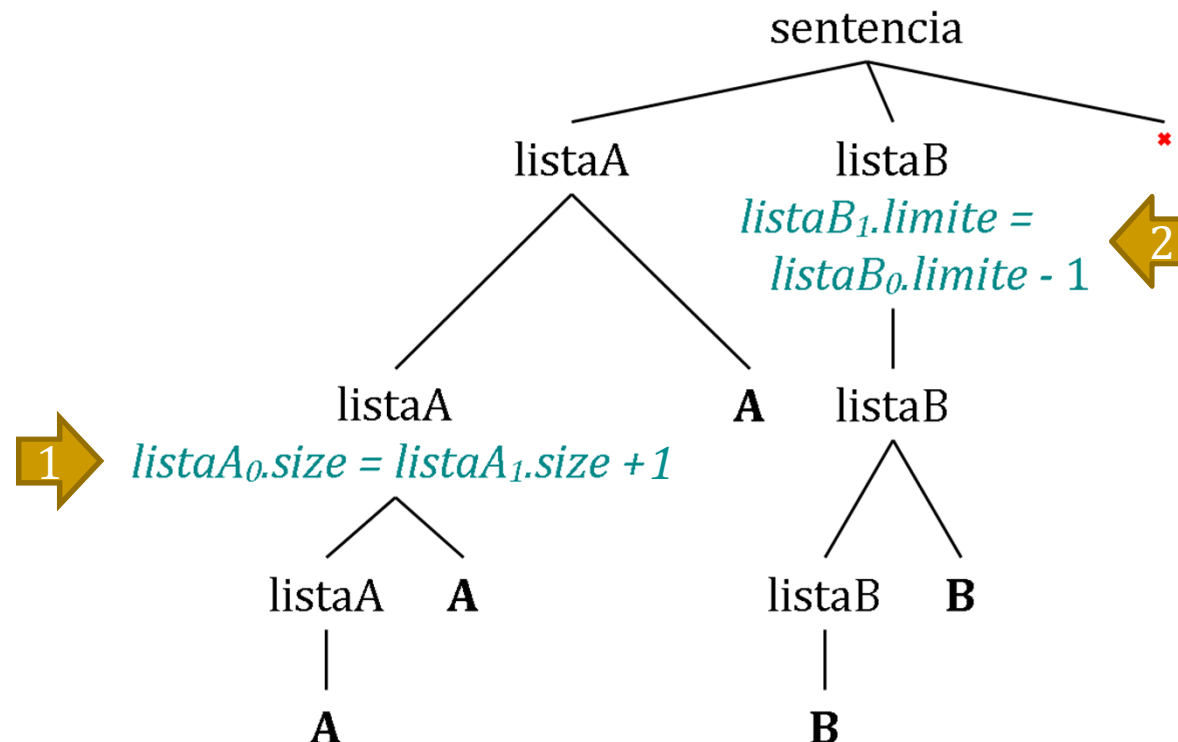 sentencia
listaA listaB
listaB₁.limite =
listaB₀.limite - 1
2
listaA A listaB
1
listaA₀.size = listaA₁.size + 1
listaA A listaB B
A B